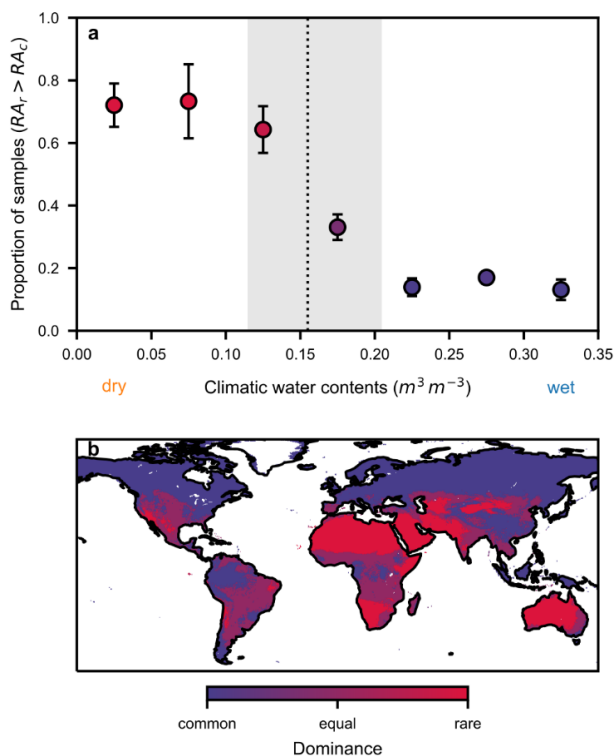 a
Proportion of samples (RAr > RAc)
1.0
0.8
0.6
0.4
0.2
0.0
0.00 0.05 0.10 0.15 0.20 0.25 0.30 0.35
dry Climatic water contents (m³ m⁻³) wet
b
common equal rare
Dominance